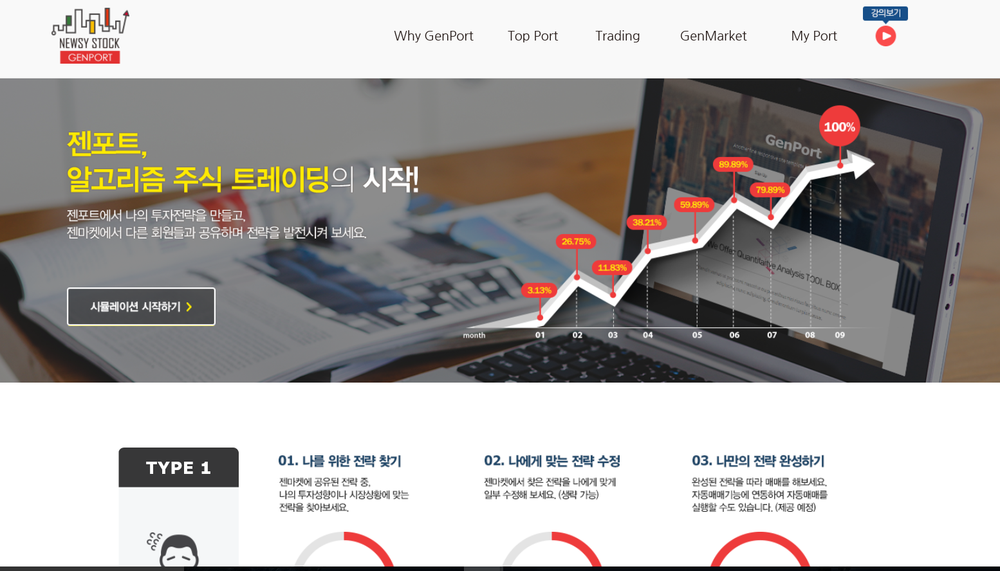 NEWSY STOCK
GENPORT
Why GenPort
Top Port
Trading
GenMarket
My Port
강의보기
젠포트,
알고리즘 주식 트레이딩의 시작!
젠포트에서 나의 투자전략을 만들고,
젠마켓에서 다른 회원들과 공유하며 전략을 발전시켜 보세요.
시뮬레이션 시작하기
GenPort
Sign Up
We Offer Quantitaitve Analysis TOOL BOX
3.13%
26.75%
11.83%
38.21%
59.89%
89.89%
79.89%
100%
month 01 02 03 04 05 06 07 08 09
TYPE 1
01. 나를 위한 전략 찾기
젠마켓에 공유된 전략 중,
나의 투자성향이나 시장상황에 맞는
전략을 찾아보세요.
02. 나에게 맞는 전략 수정
젠마켓에서 찾은 전략을 나에게 맞게
일부 수정해 보세요. (생략 가능)
03. 나만의 전략 완성하기
완성된 전략을 따라 매매를 해보세요.
자동매매기능에 연동하여 자동매매를
실행할 수도 있습니다. (제공 예정)